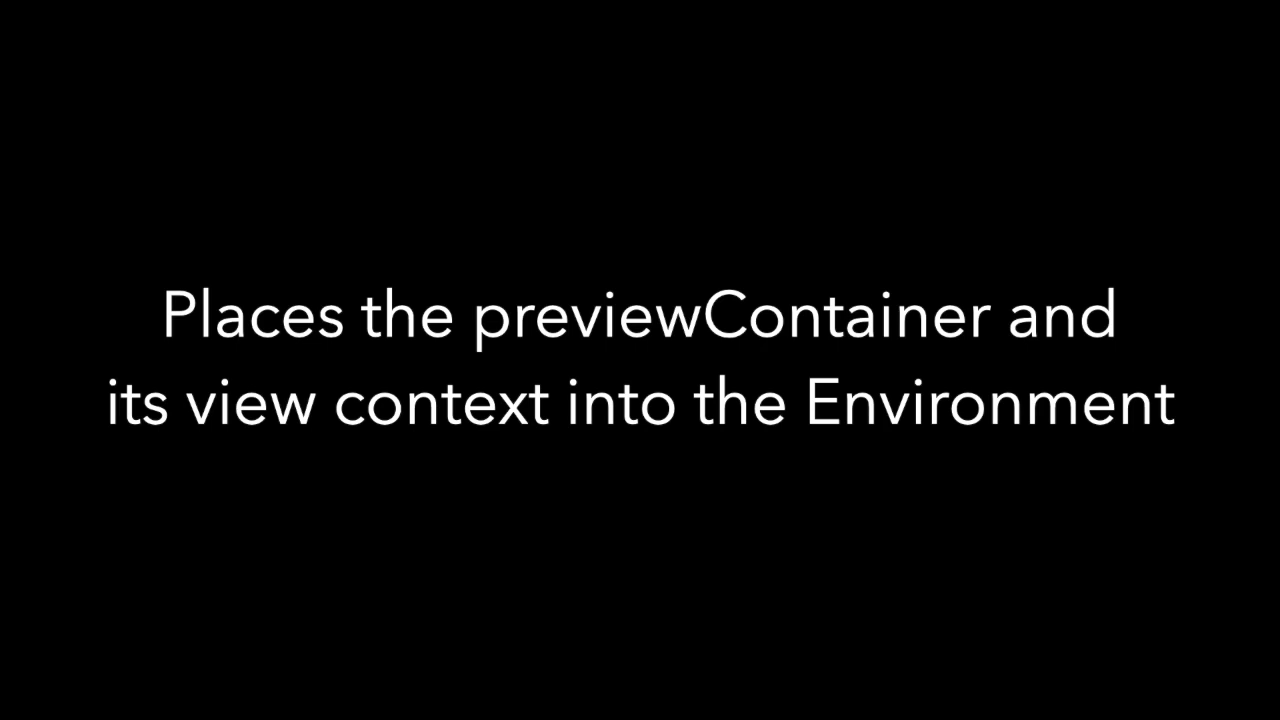 Places the previewContainer and
its view context into the Environment